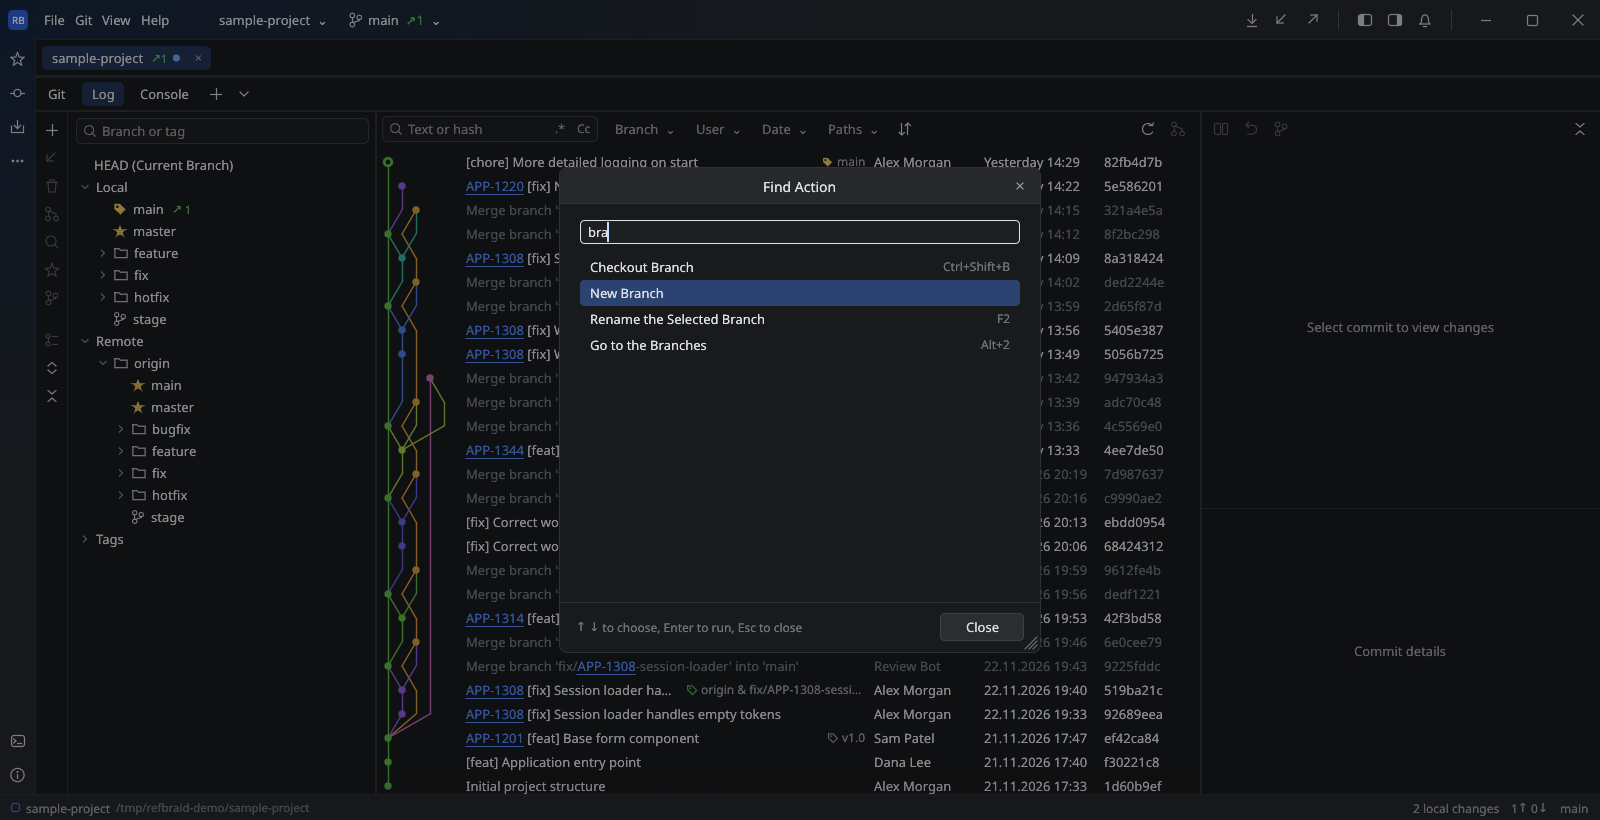 RB File Git View Help sample-project main ↗1
sample-project ↗1 ×
Git Log Console
Branch or tag
HEAD (Current Branch)
Local
main ↗1
master
feature
fix
hotfix
stage
Remote
origin
main
master
bugfix
feature
fix
hotfix
stage
Tags
Text or hash .* Cc Branch User Date Paths
[chore] More detailed logging on start main Alex Morgan Yesterday 14:29 82fb4d7b
APP-1220 [fix] 14:22 5e586201
Merge branch ' 14:15 321a4e5a
Merge branch ' 14:12 8f2bc298
APP-1308 [fix] 14:09 8a318424
Merge branch ' 14:02 ded2244e
Merge branch ' 13:59 2d65f87d
APP-1308 [fix] 13:56 5405e387
APP-1308 [fix] 13:49 5056b725
Merge branch ' 13:42 947934a3
Merge branch ' 13:39 adc70c48
Merge branch ' 13:36 4c5569e0
APP-1344 [feat] 13:33 4ee7de50
Merge branch ' 20:19 7d987637
Merge branch ' 20:16 c9990ae2
[fix] Correct wo 20:13 ebdd0954
[fix] Correct wo 20:06 68424312
Merge branch ' 19:59 9612fe4b
Merge branch ' 19:56 dedf1221
APP-1314 [feat] 19:53 42f3bd58
Merge branch ' 19:46 6e0cee79
Merge branch 'fix/APP-1308-session-loader' into 'main' Review Bot 22.11.2026 19:43 9225fddc
APP-1308 [fix] Session loader ha... origin & fix/APP-1308-sessi... Alex Morgan 22.11.2026 19:40 519ba21c
APP-1308 [fix] Session loader handles empty tokens Alex Morgan 22.11.2026 19:33 92689eea
APP-1201 [feat] Base form component v1.0 Sam Patel 21.11.2026 17:47 ef42ca84
[feat] Application entry point Dana Lee 21.11.2026 17:40 f30221c8
Initial project structure Alex Morgan 21.11.2026 17:33 1d60b9ef
Find Action ×
bra
Checkout Branch Ctrl+Shift+B
New Branch
Rename the Selected Branch F2
Go to the Branches Alt+2
↑ ↓ to choose, Enter to run, Esc to close Close
Select commit to view changes
Commit details
sample-project /tmp/refbraid-demo/sample-project 2 local changes 1↑ 0↓ main